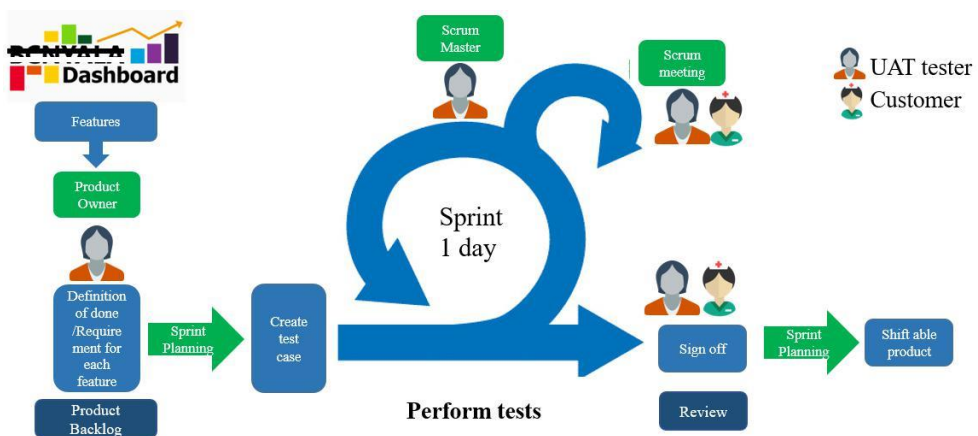 Dashboard
Features
Product
Owner
Definition
of done
/Require
ment for
each
feature
Product
Backlog
Sprint
Planning
Create
test
case
Scrum
Master
Scrum
meeting
Sprint
1 day
Perform tests
UAT tester
Customer
Sign off
Review
Sprint
Planning
Shift able
product